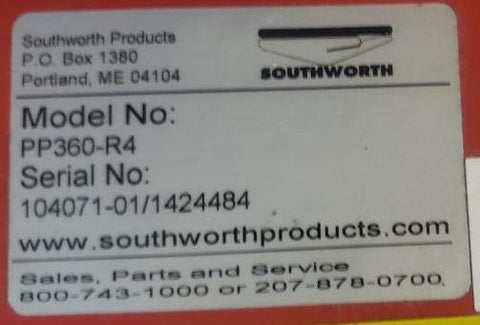 Southworth Products
P.O. Box 1380
Portland, ME 04104
SOUTHWORTH
Model No:
PP360-R4
Serial No:
104071-01/1424484
www.southworthproducts.com
Sales, Parts and Service
800-743-1000 or 207-878-0700.